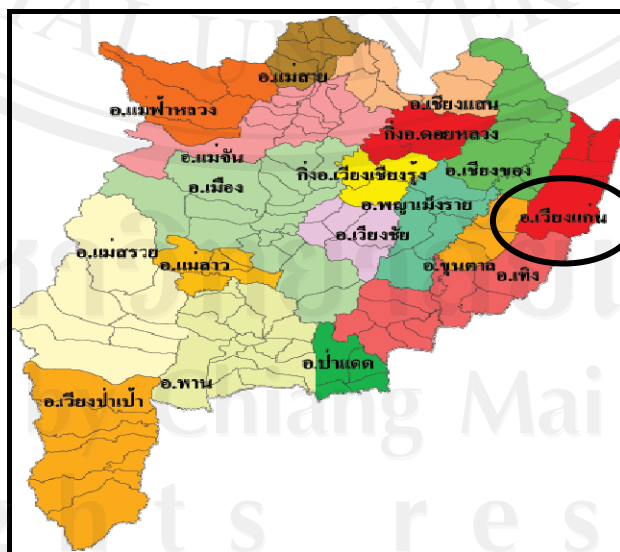 อ.แม่สาย
อ.แม่ฟ้าหลวง
อ.เชียงแสน
กิ่งอ.ดอยหลวง
อ.แม่จัน
กิ่งอ.เวียงเชียงรุ้ง
อ.เชียงของ
อ.เมือง
อ.พญาเม็งราย
อ.เวียงแก่น
อ.เวียงชัย
อ.แม่สรวย
อ.แม่ลาว
อ.ขุนตาล
อ.เทิง
อ.ป่าแดด
อ.พาน
อ.เวียงป่าเป้า
by Chiang Mai
hts res